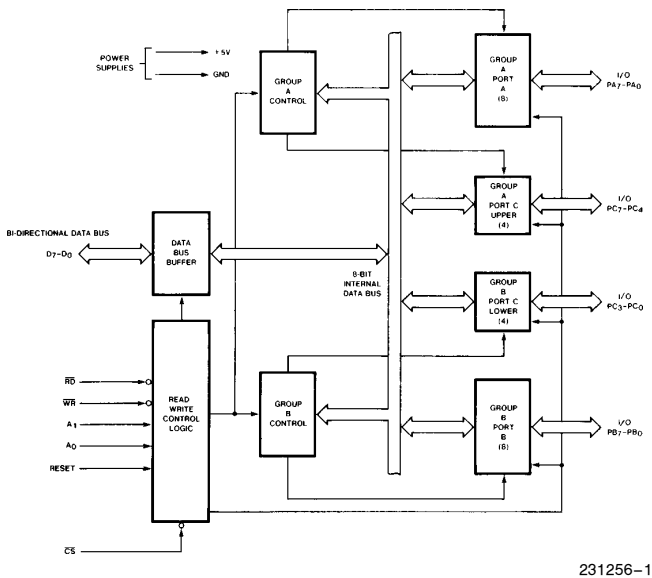 POWER
SUPPLIES
+5V
GND
GROUP
A
CONTROL
GROUP
A
PORT
A
(8)
I/O
PA7-PA0
GROUP
A
PORT C
UPPER
(4)
I/O
PC7-PC4
BI-DIRECTIONAL DATA BUS
D7-D0
DATA
BUS
BUFFER
8-BIT
INTERNAL
DATA BUS
GROUP
B
PORT C
LOWER
(4)
I/O
PC3-PC0
RD
WR
A1
A0
RESET
CS
READ
WRITE
CONTROL
LOGIC
GROUP
B
CONTROL
GROUP
B
PORT
B
(8)
I/O
PB7-PB0
231256-1